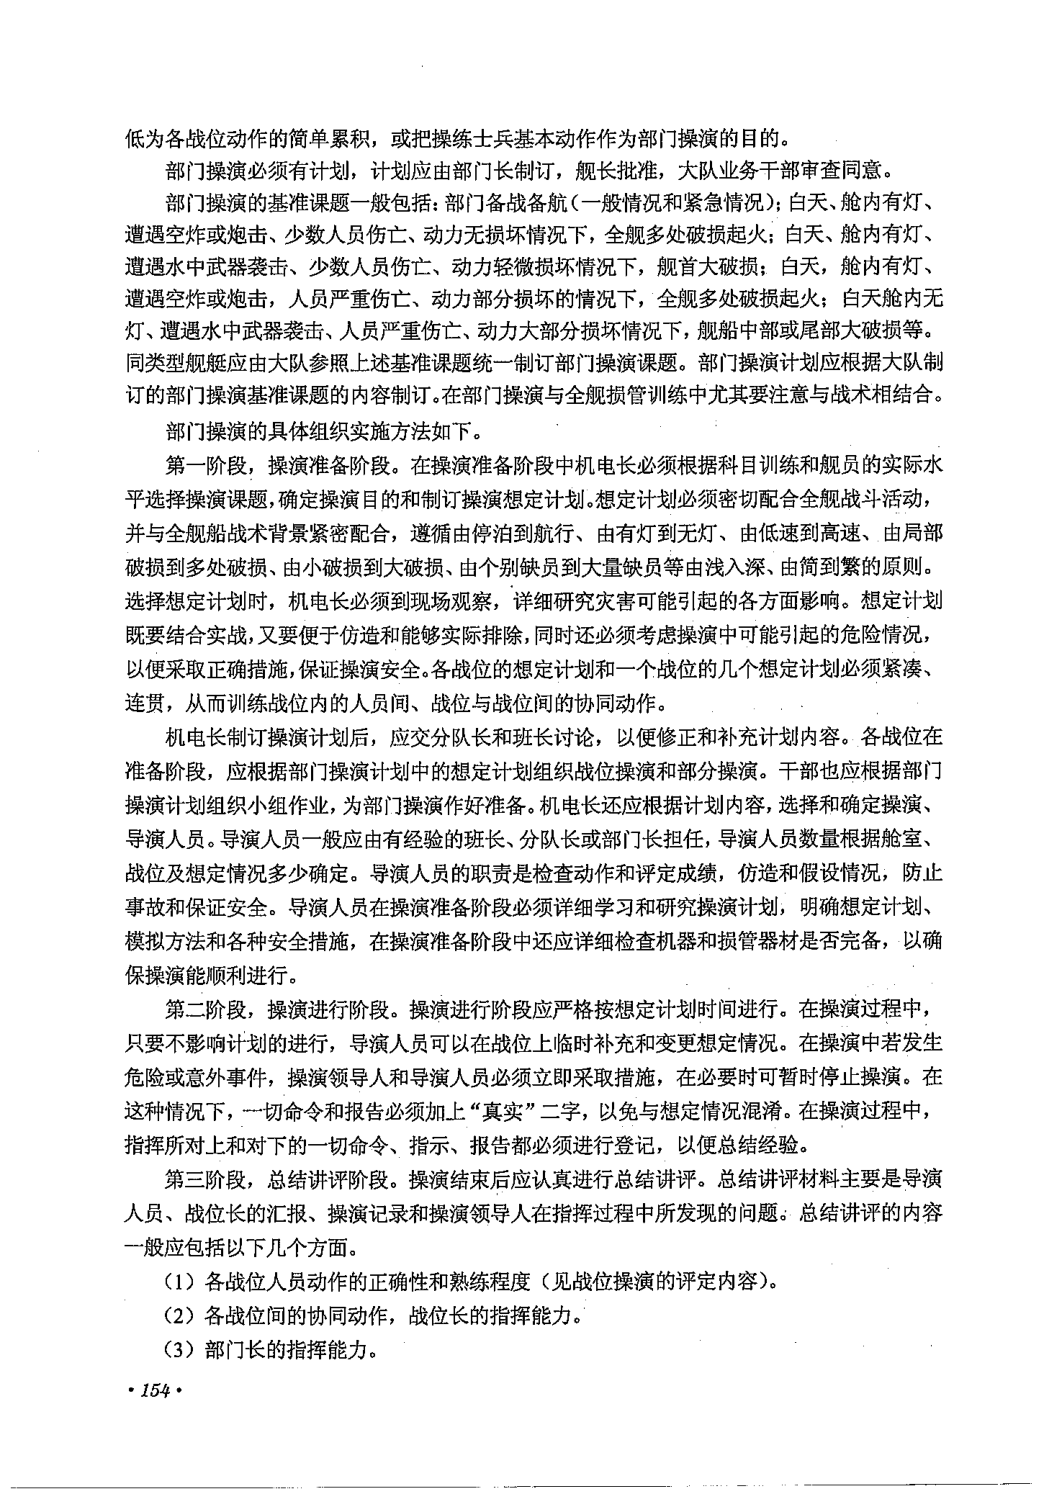 低为各战位动作的简单累积，或把操练士兵基本动作作为部门操演的目的。
部门操演必须有计划，计划应由部门长制订，舰长批准，大队业务干部审查同意。
部门操演的基准课题一般包括：部门备战备航（一般情况和紧急情况）；白天、舱内有灯、
遭遇空炸或炮击、少数人员伤亡、动力无损坏情况下，全舰多处破损起火；白天、舱内有灯、
遭遇水中武器袭击、少数人员伤亡、动力轻微损坏情况下，舰首大破损；白天，舱内有灯、
遭遇空炸或炮击，人员严重伤亡、动力部分损坏的情况下，全舰多处破损起火；白天舱内无
灯、遭遇水中武器袭击、人员严重伤亡、动力大部分损坏情况下，舰船中部或尾部大破损等。
同类型舰艇应由大队参照上述基准课题统一制订部门操演课题。部门操演计划应根据大队制
订的部门操演基准课题的内容制订。在部门操演与全舰损管训练中尤其要注意与战术相结合。
部门操演的具体组织实施方法如下。
第一阶段，操演准备阶段。在操演准备阶段中机电长必须根据科目训练和舰员的实际水
平选择操演课题，确定操演目的和制订操演想定计划。想定计划必须密切配合全舰战斗活动，
并与全舰船战术背景紧密配合，遵循由停泊到航行、由有灯到无灯、由低速到高速、由局部
破损到多处破损、由小破损到大破损、由个别缺员到大量缺员等由浅入深、由简到繁的原则。
选择想定计划时，机电长必须到现场观察，详细研究灾害可能引起的各方面影响。想定计划
既要结合实战，又要便于仿造和能够实际排除，同时还必须考虑操演中可能引起的危险情况，
以便采取正确措施，保证操演安全。各战位的想定计划和一个战位的几个想定计划必须紧凑、
连贯，从而训练战位内的人员间、战位与战位间的协同动作。
机电长制订操演计划后，应交分队长和班长讨论，以便修正和补充计划内容。各战位在
准备阶段，应根据部门操演计划中的想定计划组织战位操演和部分操演。干部也应根据部门
操演计划组织小组作业，为部门操演作好准备。机电长还应根据计划内容，选择和确定操演、
导演人员。导演人员一般应由有经验的班长、分队长或部门长担任，导演人员数量根据舱室、
战位及想定情况多少确定。导演人员的职责是检查动作和评定成绩，仿造和假设情况，防止
事故和保证安全。导演人员在操演准备阶段必须详细学习和研究操演计划，明确想定计划、
模拟方法和各种安全措施，在操演准备阶段中还应详细检查机器和损管器材是否完备，以确
保操演能顺利进行。
第二阶段，操演进行阶段。操演进行阶段应严格按想定计划时间进行。在操演过程中，
只要不影响计划的进行，导演人员可以在战位上临时补充和变更想定情况。在操演中若发生
危险或意外事件，操演领导人和导演人员必须立即采取措施，在必要时可暂时停止操演。在
这种情况下，一切命令和报告必须加上“真实”二字，以免与想定情况混淆。在操演过程中，
指挥所对上和对下的一切命令、指示、报告都必须进行登记，以便总结经验。
第三阶段，总结讲评阶段。操演结束后应认真进行总结讲评。总结讲评材料主要是导演
人员、战位长的汇报、操演记录和操演领导人在指挥过程中所发现的问题。总结讲评的内容
一般应包括以下几个方面。
（1）各战位人员动作的正确性和熟练程度（见战位操演的评定内容）。
（2）各战位间的协同动作，战位长的指挥能力。
（3）部门长的指挥能力。
·154·